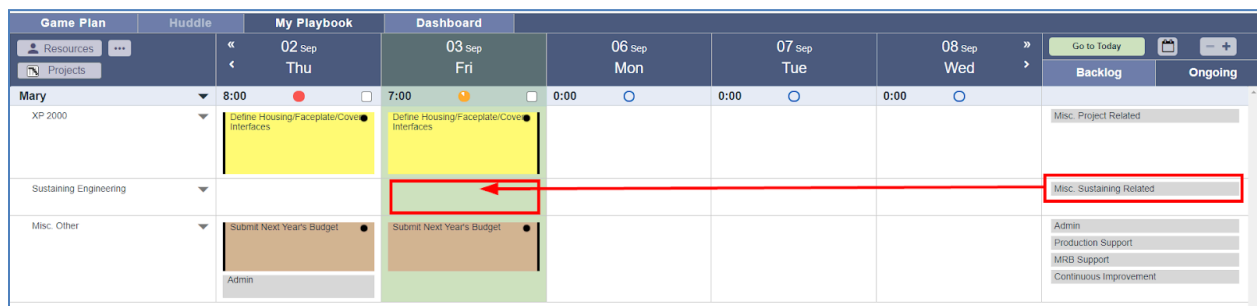 Game Plan Huddle My Playbook Dashboard
Resources ••• « 02 Sep 03 Sep 06 Sep 07 Sep 08 Sep » Go to Today - +
Projects < Thu Fri Mon Tue Wed > Backlog Ongoing
Mary 8:00 7:00 0:00 0:00 0:00
XP 2000 Define Housing/Faceplate/Cover Define Housing/Faceplate/Cover Misc. Project Related
Interfaces Interfaces
Sustaining Engineering Misc. Sustaining Related
Misc. Other Submit Next Year's Budget Submit Next Year's Budget Admin
Production Support
MRB Support
Admin Continuous Improvement